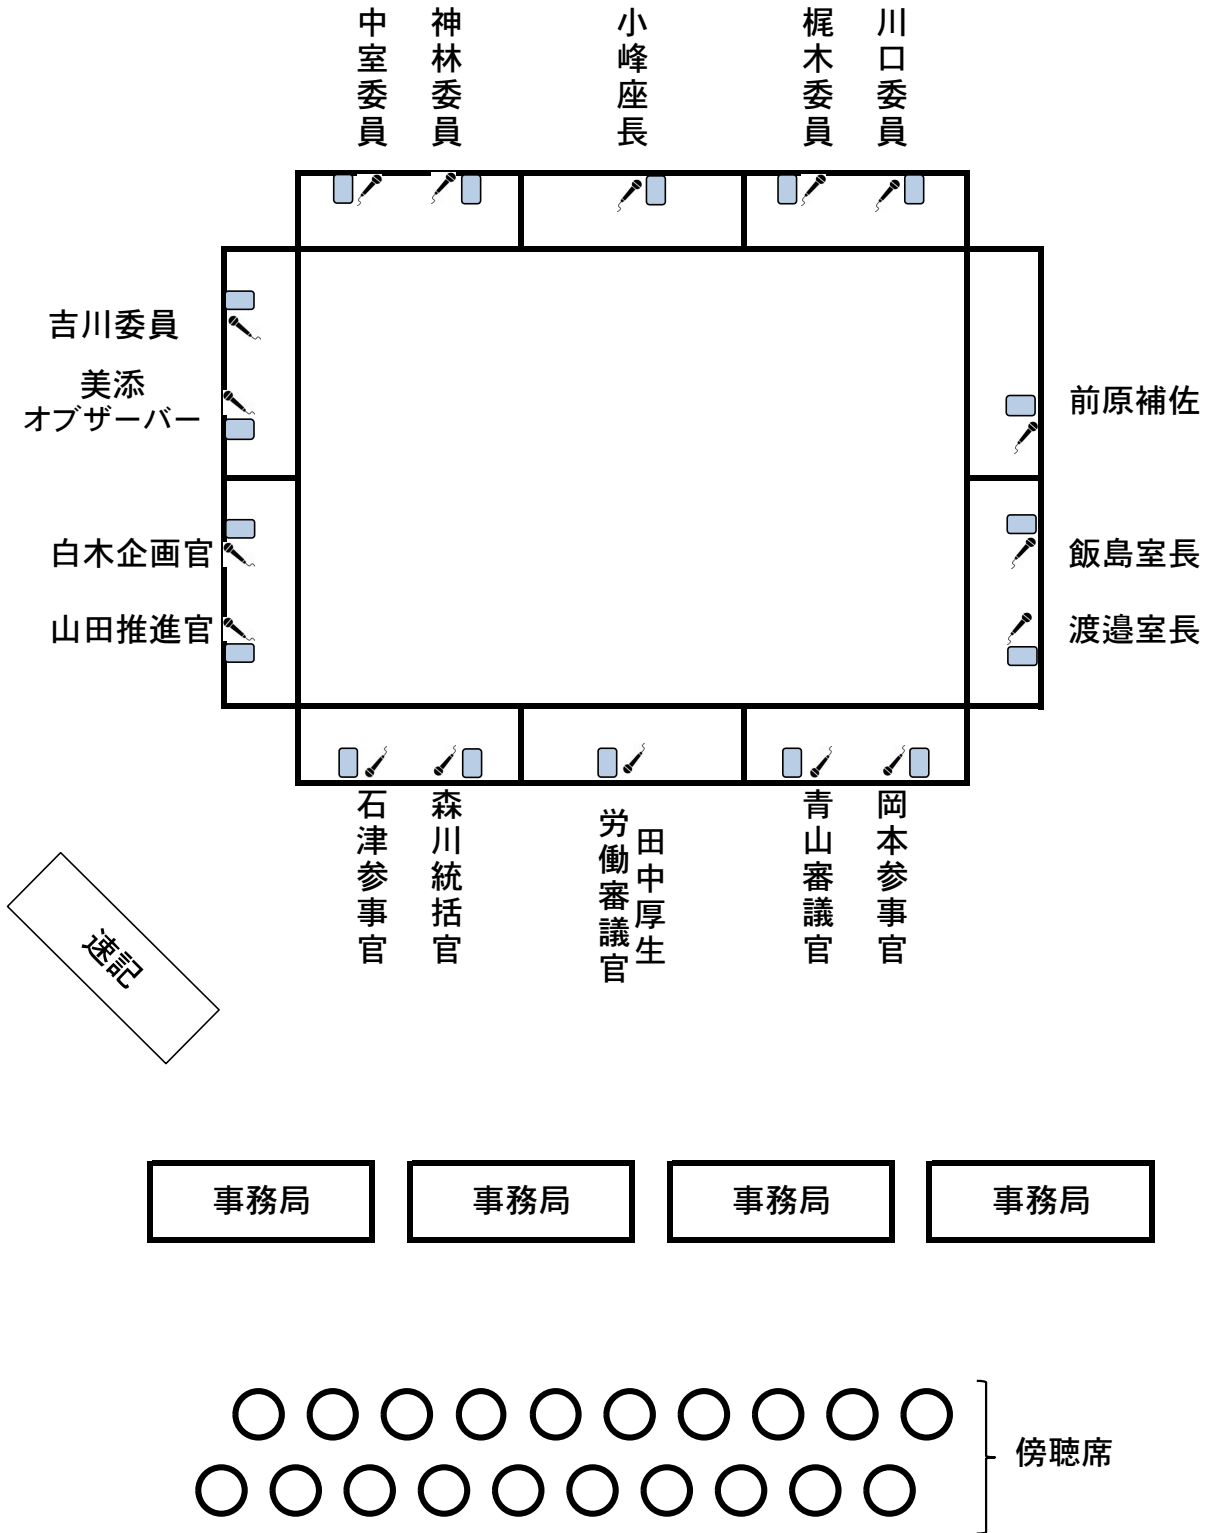 中室委員
神林委員
小峰座長
梶木委員
川口委員
吉川委員
美添
オブザーバー
白木企画官
山田推進官
前原補佐
飯島室長
渡邉室長
石津参事官
森川統括官
田中厚生
労働審議官
青山審議官
岡本参事官
速記
事務局
事務局
事務局
事務局
傍聴席